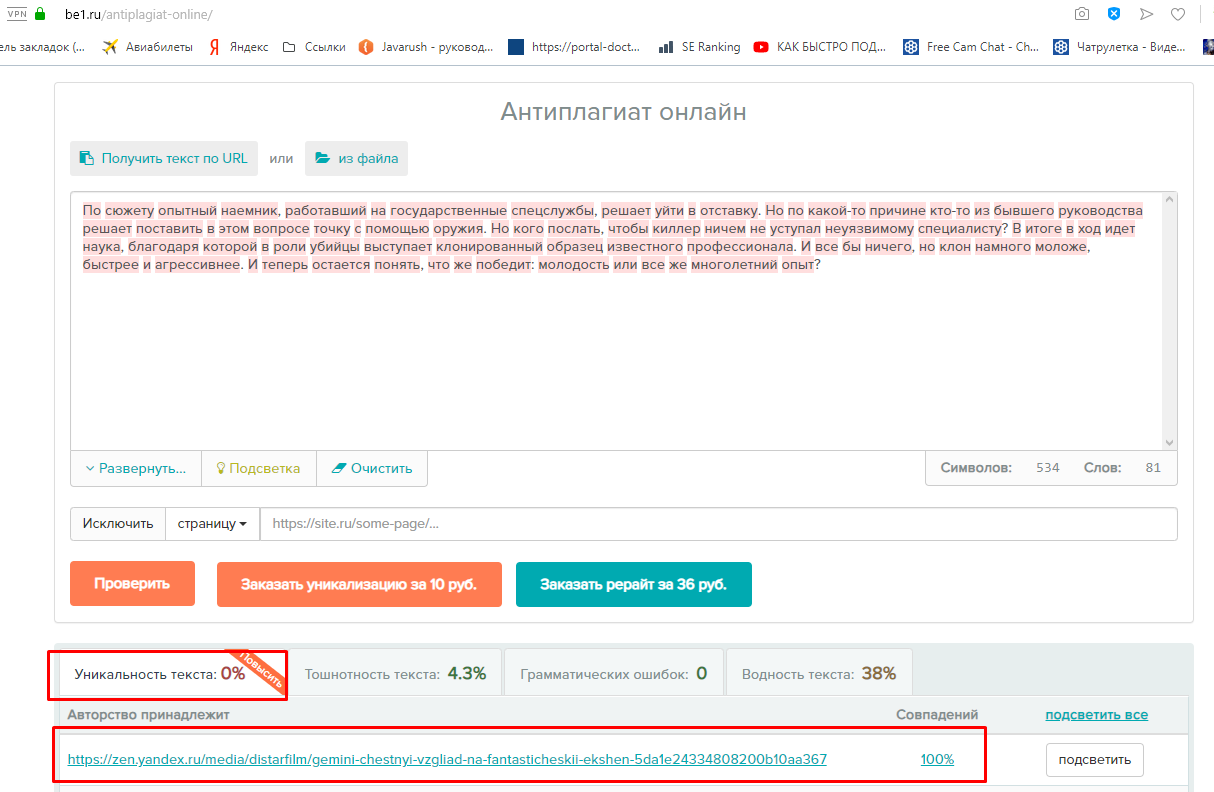 VPN be1.ru/antiplagiat-online/
ель закладок (... Авиабилеты Яндекс Ссылки Javarush - руковод... https://portal-doct... SE Ranking КАК БЫСТРО ПОД... Free Cam Chat - Ch... Чатрулетка - Виде...
Антиплагиат онлайн
Получить текст по URL или из файла
По сюжету опытный наемник, работавший на государственные спецслужбы, решает уйти в отставку. Но по какой-то причине кто-то из бывшего руководства
решает поставить в этом вопросе точку с помощью оружия. Но кого послать, чтобы киллер ничем не уступал неуязвимому специалисту? В итоге в ход идет
наука, благодаря которой в роли убийцы выступает клонированный образец известного профессионала. И все бы ничего, но клон намного моложе,
быстрее и агрессивнее. И теперь остается понять, что же победит: молодость или все же многолетний опыт?
Развернуть... Подсветка Очистить Символов: 534 Слов: 81
Исключить страницу https://site.ru/some-page/...
Проверить Заказать уникализацию за 10 руб. Заказать рерайт за 36 руб.
Уникальность текста: 0% Повысить Тошнотность текста: 4.3% Грамматических ошибок: 0 Водность текста: 38%
Авторство принадлежит Совпадений подсветить все
https://zen.yandex.ru/media/distarfilm/gemini-chestnyi-vzgliad-na-fantasticheskii-ekshen-5da1e24334808200b10aa367 100% подсветить